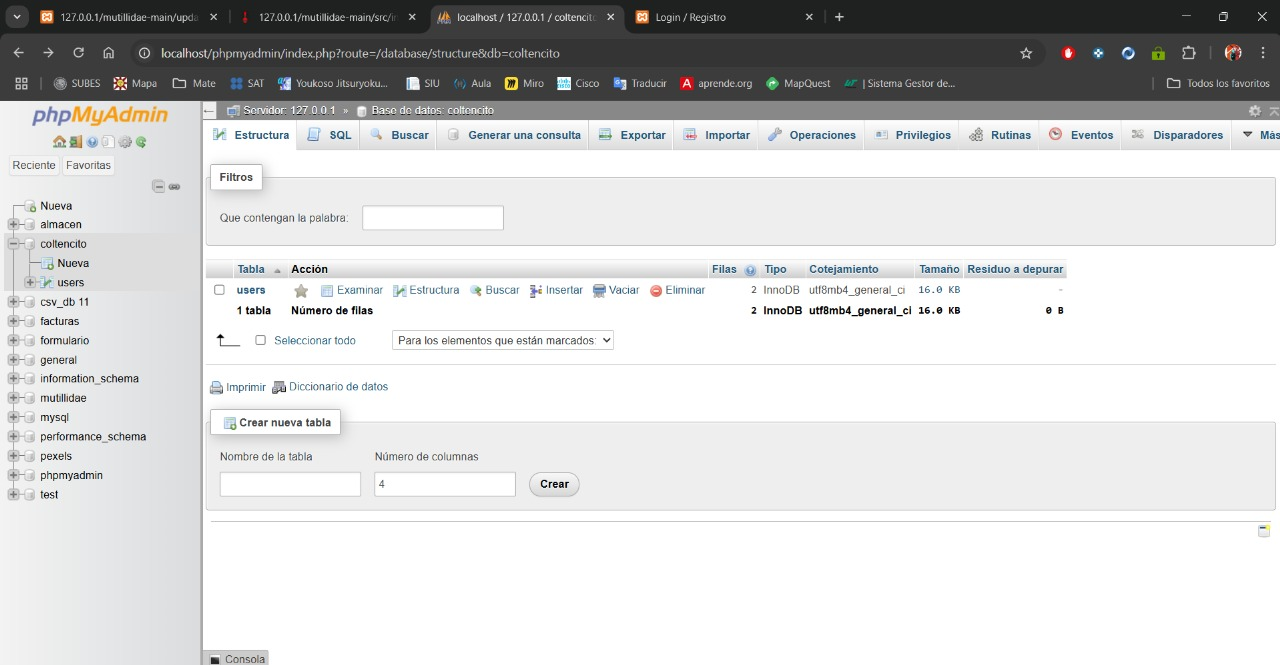 127.0.0.1/mutillidae-main/upda
127.0.0.1/mutillidae-main/src/in
localhost / 127.0.0.1 / coltencito
Login / Registro
localhost/phpmyadmin/index.php?route=/database/structure&db=coltencito
SUBES
Mapa
Mate
SAT
Youkoso Jitsuryoku...
SIU
Aula
Miro
Cisco
Traducir
aprende.org
MapQuest
| Sistema Gestor de...
Todos los favoritos
phpMyAdmin
Reciente
Favoritas
Nueva
almacen
coltencito
Nueva
users
csv_db 11
facturas
formulario
general
information_schema
mutillidae
mysql
performance_schema
pexels
phpmyadmin
test
Servidor: 127.0.0.1 » Base de datos: coltencito
Estructura
SQL
Buscar
Generar una consulta
Exportar
Importar
Operaciones
Privilegios
Rutinas
Eventos
Disparadores
Más
Filtros
Que contengan la palabra:
Tabla Acción Filas Tipo Cotejamiento Tamaño Residuo a depurar
users Examinar Estructura Buscar Insertar Vaciar Eliminar 2 InnoDB utf8mb4_general_ci 16.0 KB -
1 tabla Número de filas 2 InnoDB utf8mb4_general_ci 16.0 KB 0 B
Seleccionar todo
Para los elementos que están marcados:
Imprimir Diccionario de datos
Crear nueva tabla
Nombre de la tabla Número de columnas
4
Crear
Consola